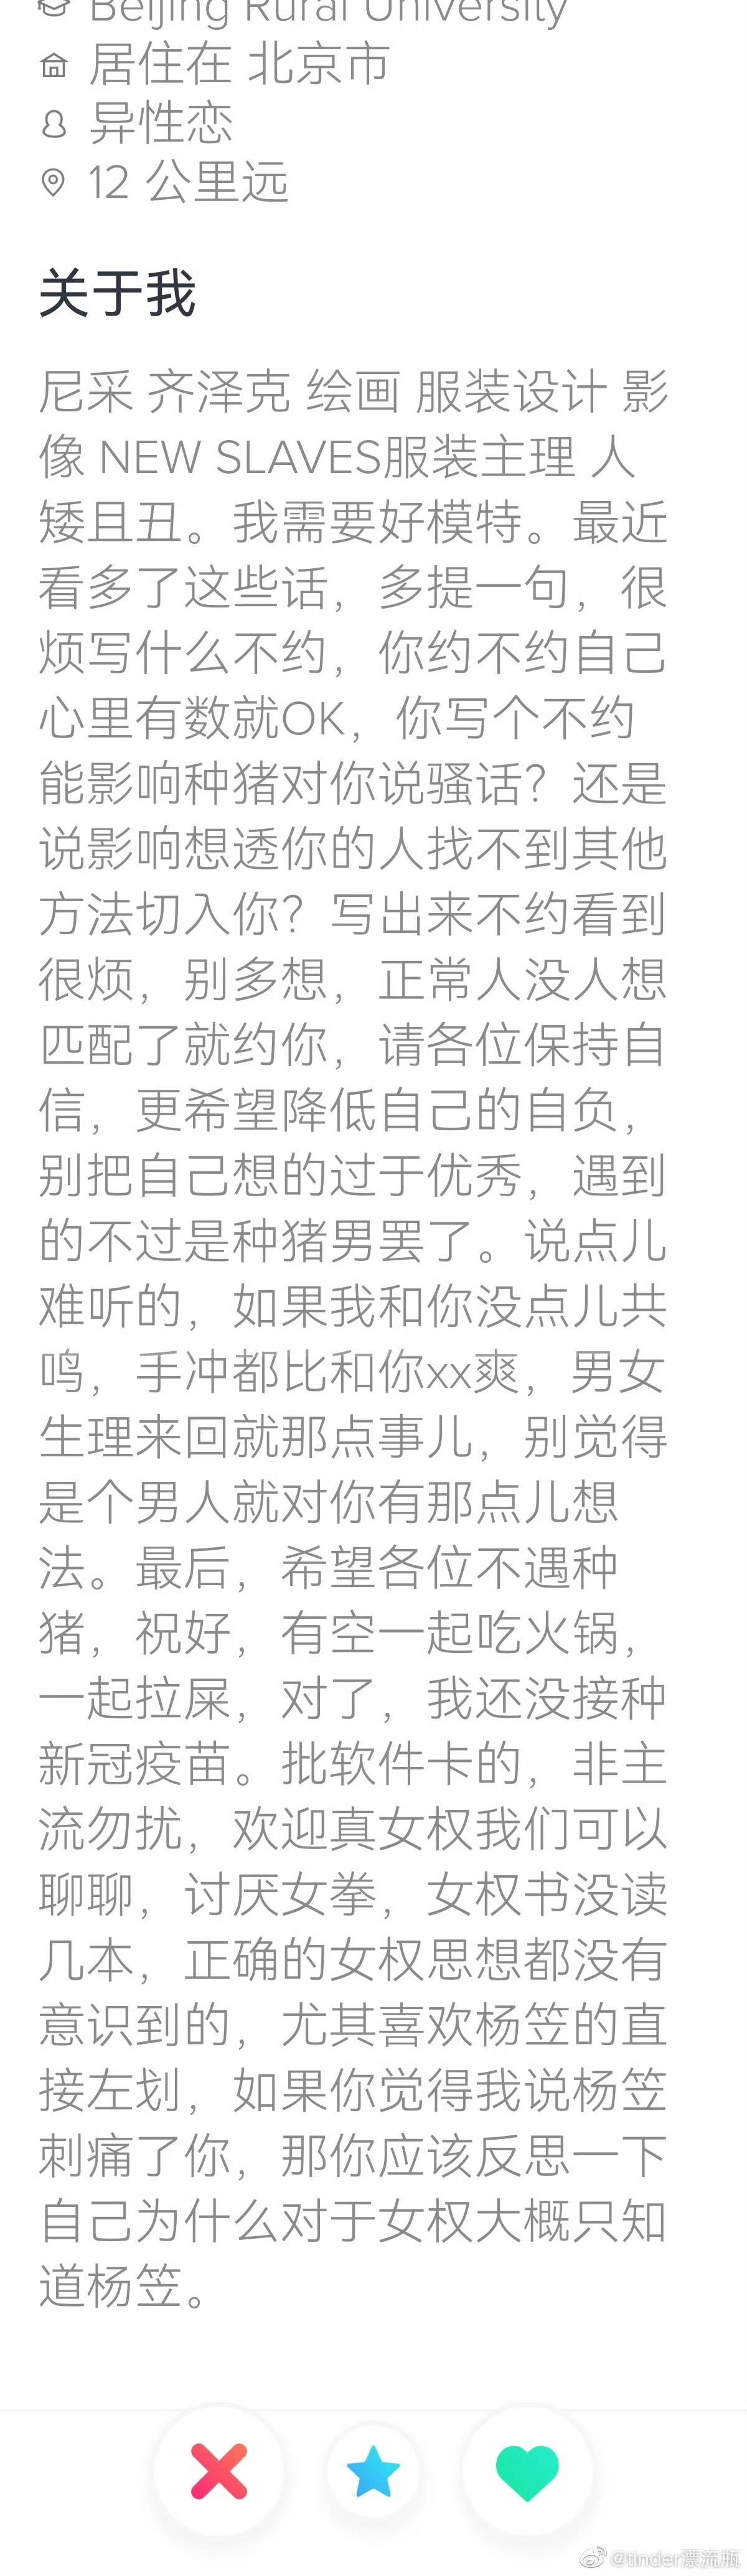 Beijing Rural University
居住在 北京市
异性恋
12 公里远
关于我
尼采 齐泽克 绘画 服装设计 影
像 NEW SLAVES服装主理 人
矮且丑。我需要好模特。最近
看多了这些话，多提一句，很
烦写什么不约，你约不约自己
心里有数就OK，你写个不约
能影响种猪对你说骚话？还是
说影响想透你的人找不到其他
方法切入你？写出来不约看到
很烦，别多想，正常人没人想
匹配了就约你，请各位保持自
信，更希望降低自己的自负，
别把自己想的过于优秀，遇到
的不过是种猪男罢了。说点儿
难听的，如果我和你没点儿共
鸣，手冲都比和你xx爽，男女
生理来回就那点事儿，别觉得
是个男人就对你有那点儿想
法。最后，希望各位不遇种
猪，祝好，有空一起吃火锅，
一起拉屎，对了，我还没接种
新冠疫苗。批软件卡的，非主
流勿扰，欢迎真女权我们可以
聊聊，讨厌女拳，女权书没读
几本，正确的女权思想都没有
意识到的，尤其喜欢杨笠的直
接左划，如果你觉得我说杨笠
刺痛了你，那你应该反思一下
自己为什么对于女权大概只知
道杨笠。
@tinder漂流瓶